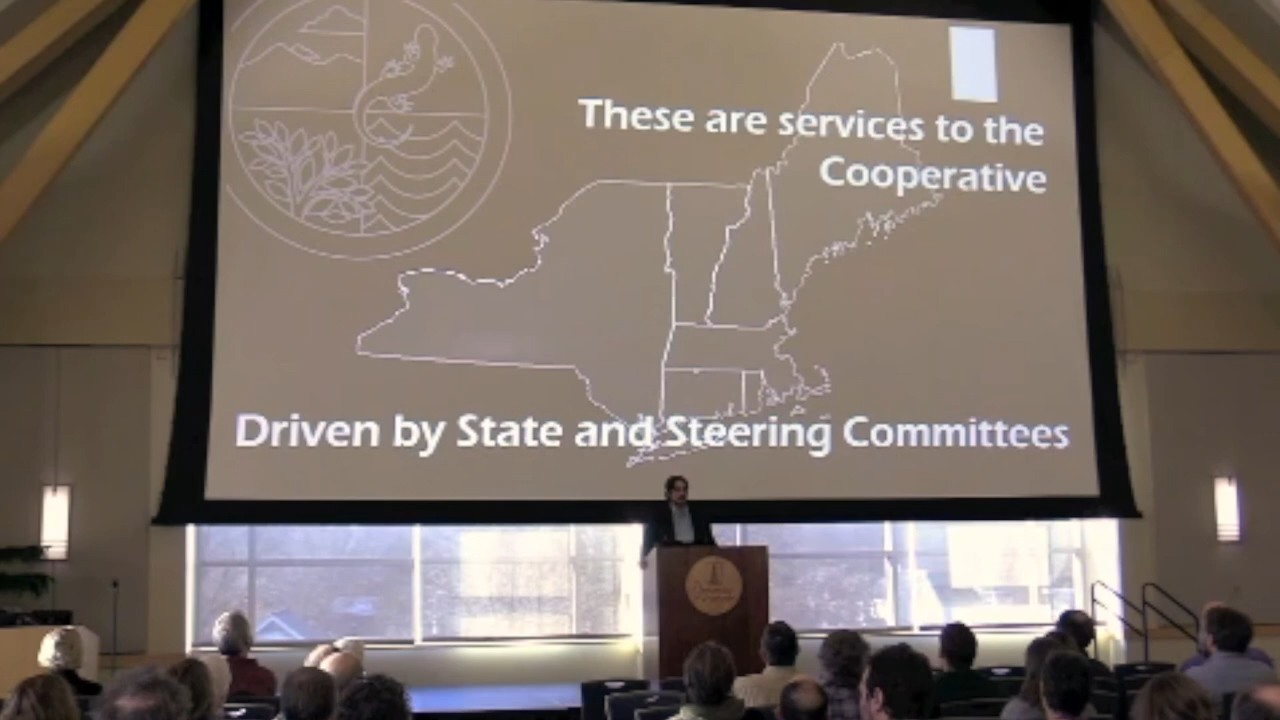 These are services to the
Cooperative
Driven by State and Steering Committees